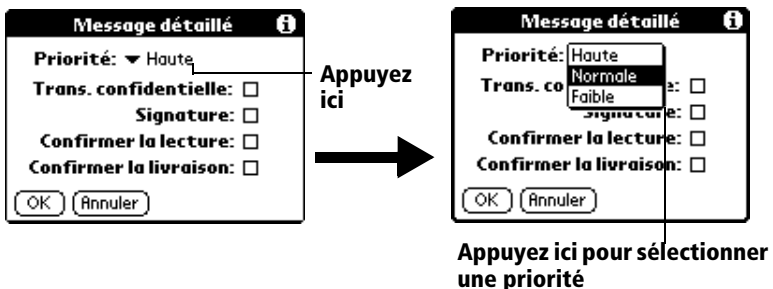 Message détaillé
Priorité: Haute
Trans. confidentielle:
Signature:
Confirmer la lecture:
Confirmer la livraison:
OK Annuler
Appuyez
ici
Message détaillé
Priorité: Haute
Normale
Trans. co e:
Faible
Signature:
Confirmer la lecture:
Confirmer la livraison:
OK Annuler
Appuyez ici pour sélectionner
une priorité